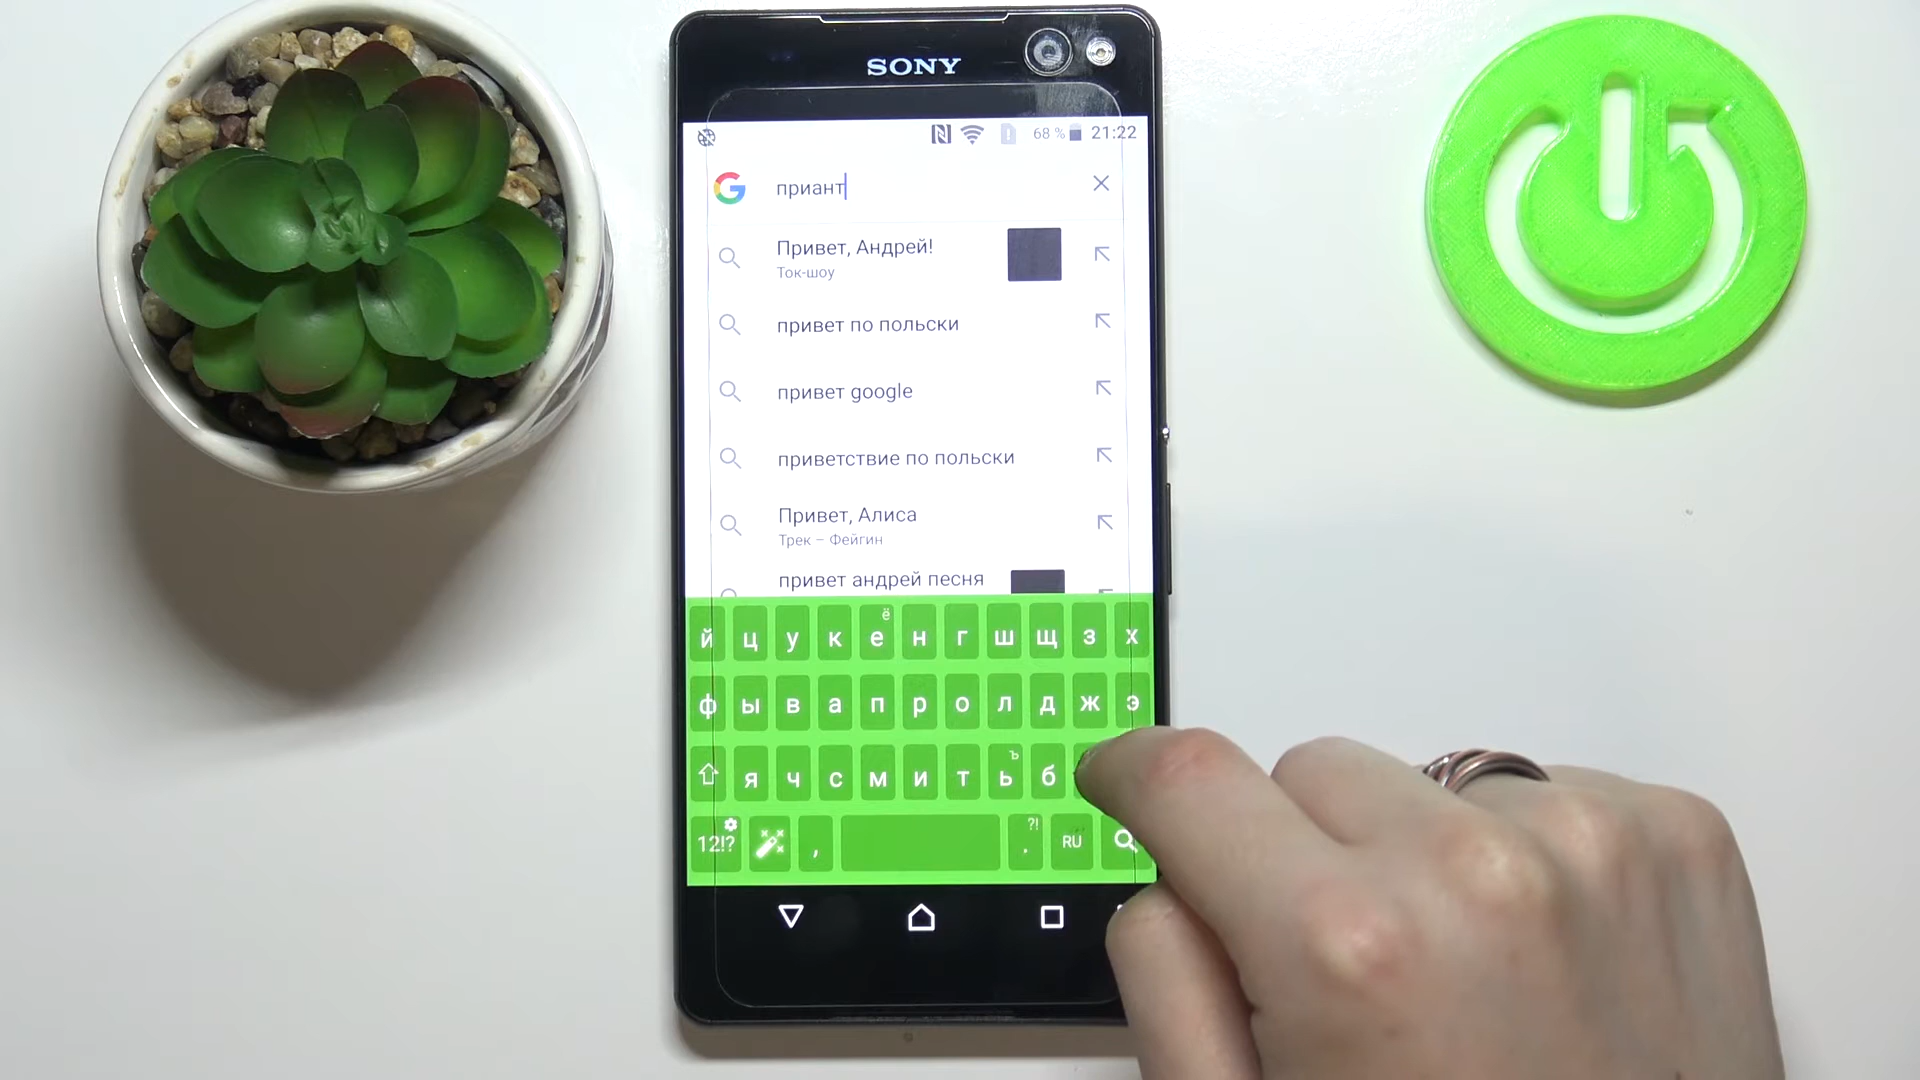 SONY
68 % 21:22
приант
Привет, Андрей!
Ток-шоу
привет по польски
привет google
приветствие по польски
Привет, Алиса
Трек – Фейгин
привет андрей песня
ё
й ц у к е н г ш щ з х
ф ы в а п р о л д ж э
ъ
я ч с м и т ь б
?!
12!? , . RU